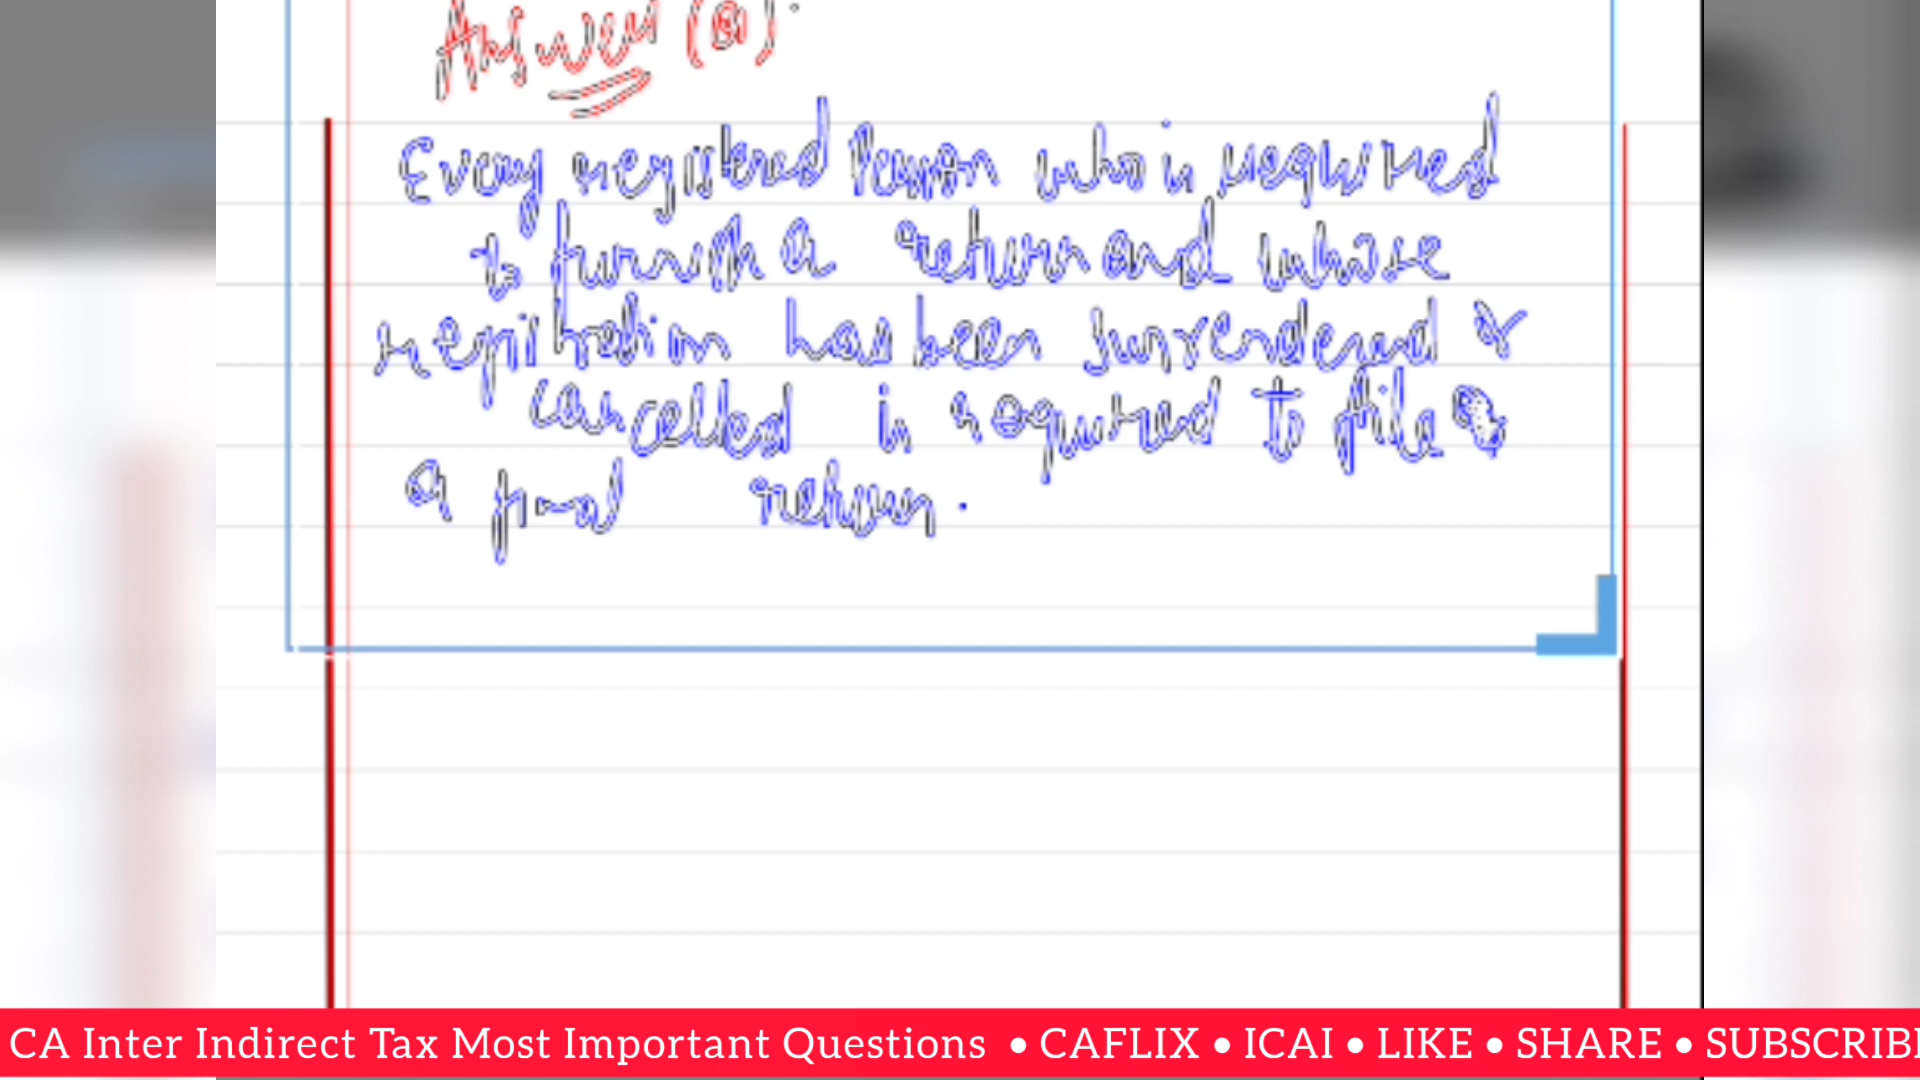 Answer (a).
Every registered Person who is required
to furnish a return and whose
registration has been surrendered or
cancelled is required to file
a final return.
CA Inter Indirect Tax Most Important Questions • CAFLIX • ICAI • LIKE • SHARE • SUBSCRIB